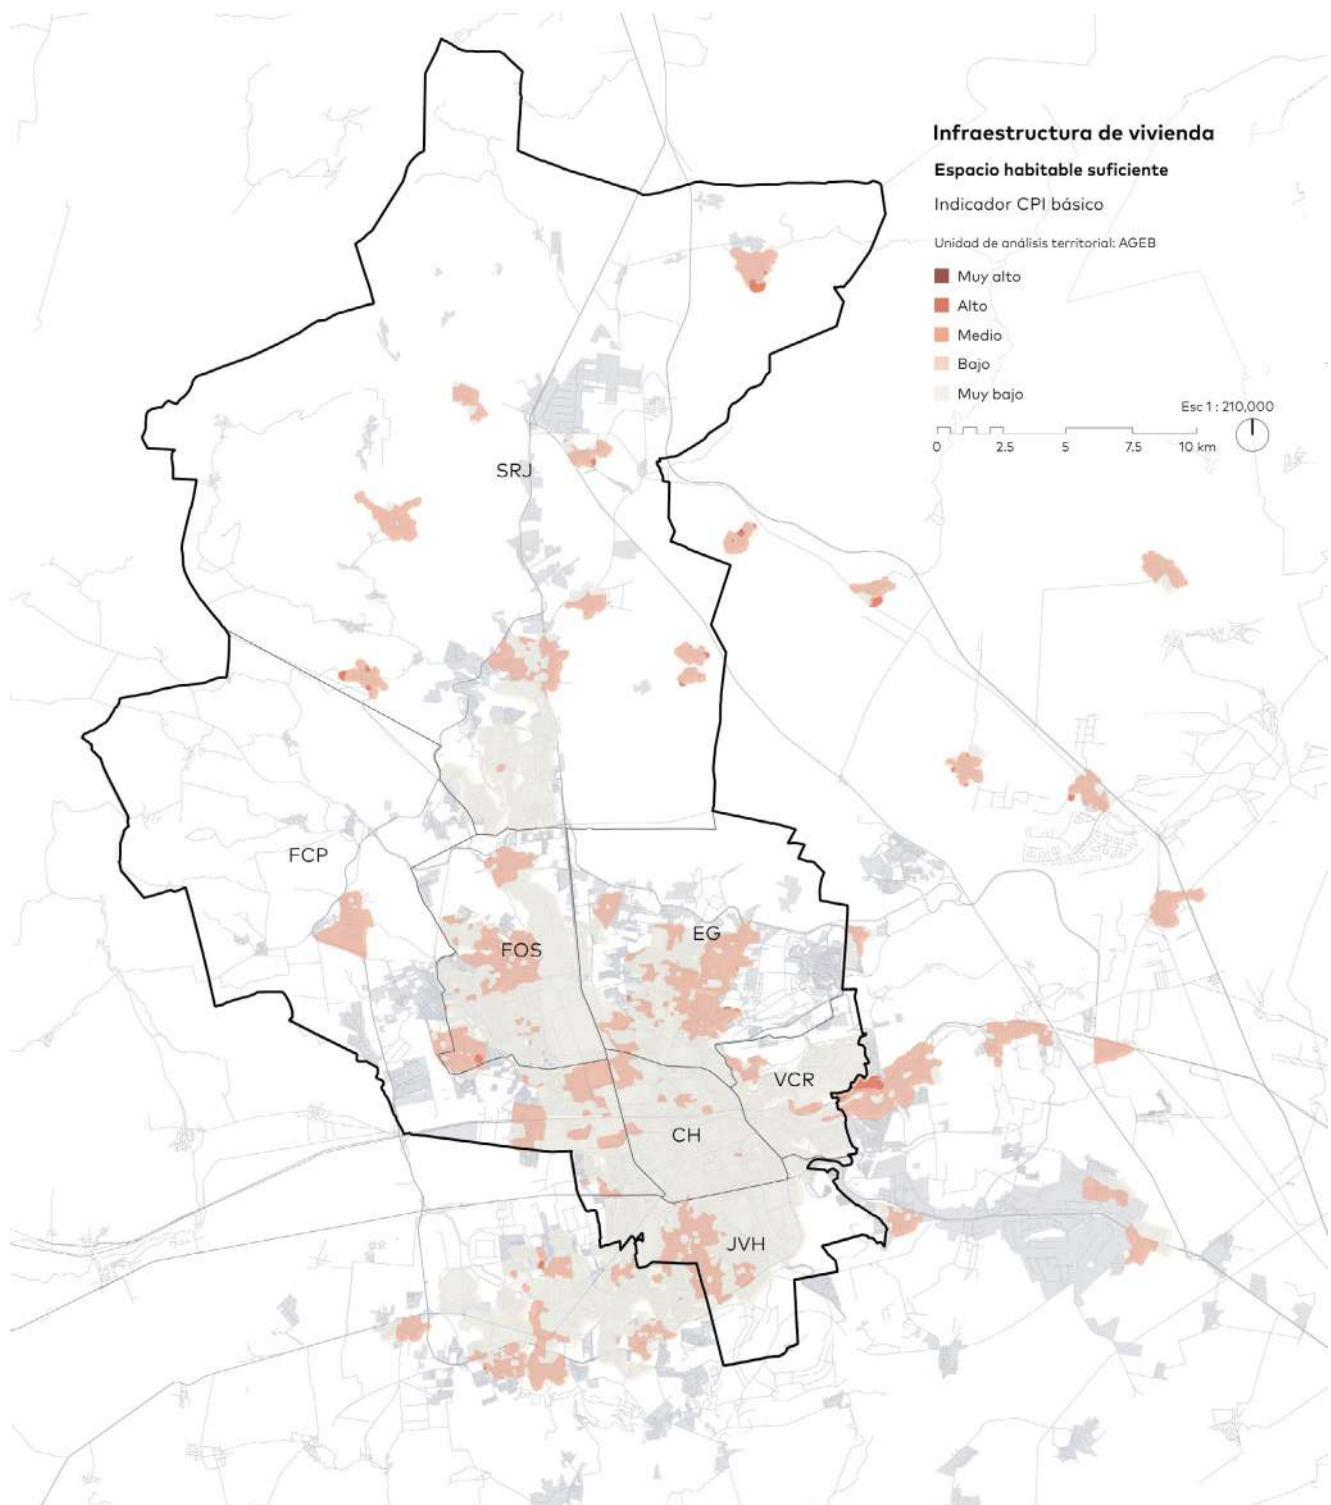 Infraestructura de vivienda
Espacio habitable suficiente
Indicador CPI básico
Unidad de análisis territorial: AGEB
Muy alto
Alto
Medio
Bajo
Muy bajo
Esc 1 : 210,000
0 2.5 5 7.5 10 km
SRJ
FCP
FOS
EG
VCR
CH
JVH